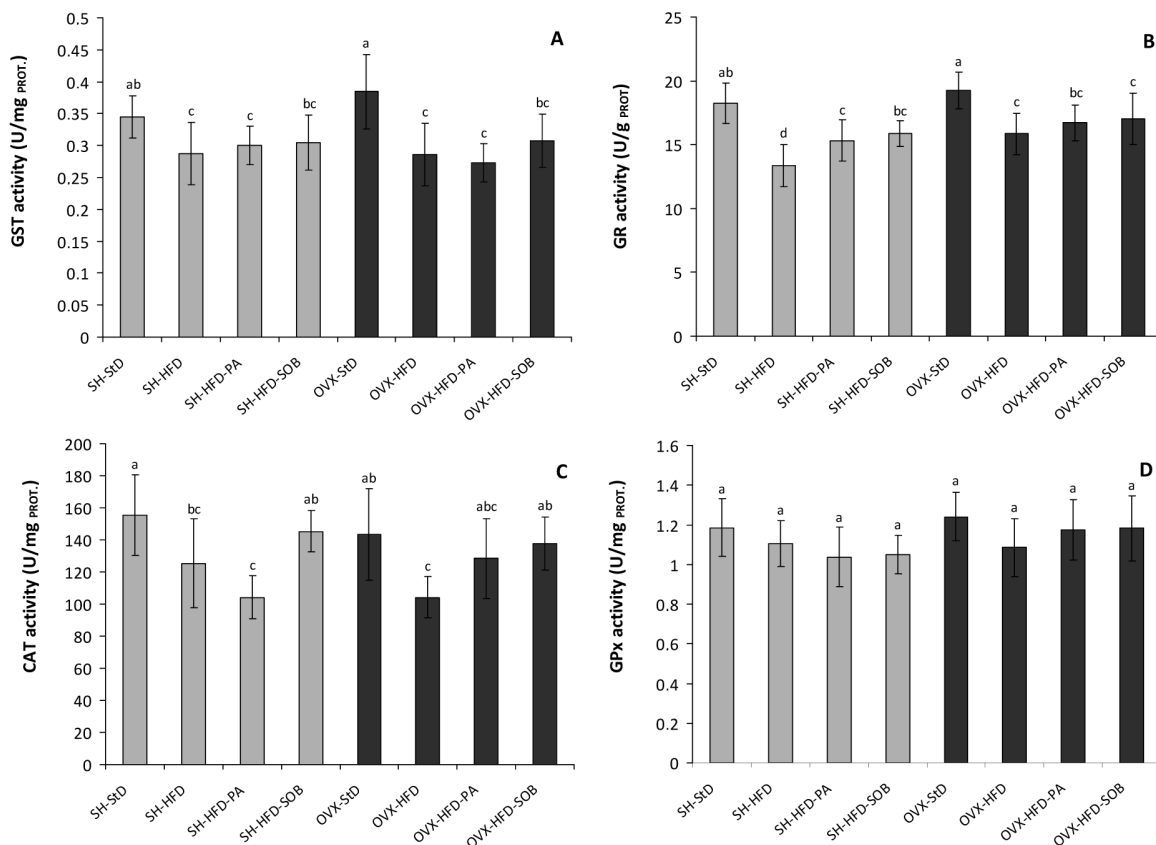 A
GST activity (U/mg PROT.)
0.5
0.45
0.4
0.35
0.3
0.25
0.2
0.15
0.1
0.05
0
ab
c
c
bc
a
c
c
bc
SH-StD
SH-HFD
SH-HFD-PA
SH-HFD-SOB
OVX-StD
OVX-HFD
OVX-HFD-PA
OVX-HFD-SOB
B
GR activity (U/g PROT)
25
20
15
10
5
0
ab
d
c
bc
a
c
bc
c
SH-StD
SH-HFD
SH-HFD-PA
SH-HFD-SOB
OVX-StD
OVX-HFD
OVX-HFD-PA
OVX-HFD-SOB
C
CAT activity (U/mg PROT.)
200
180
160
140
120
100
80
60
40
20
0
a
bc
c
ab
ab
c
abc
ab
SH-StD
SH-HFD
SH-HFD-PA
SH-HFD-SOB
OVX-StD
OVX-HFD
OVX-HFD-PA
OVX-HFD-SOB
D
GPx activity (U/mg PROT.)
1.6
1.4
1.2
1
0.8
0.6
0.4
0.2
0
a
a
a
a
a
a
a
a
SH-StD
SH-HFD
SH-HFD-PA
SH-HFD-SOB
OVX-StD
OVX-HFD
OVX-HFD-PA
OVX-HFD-SOB